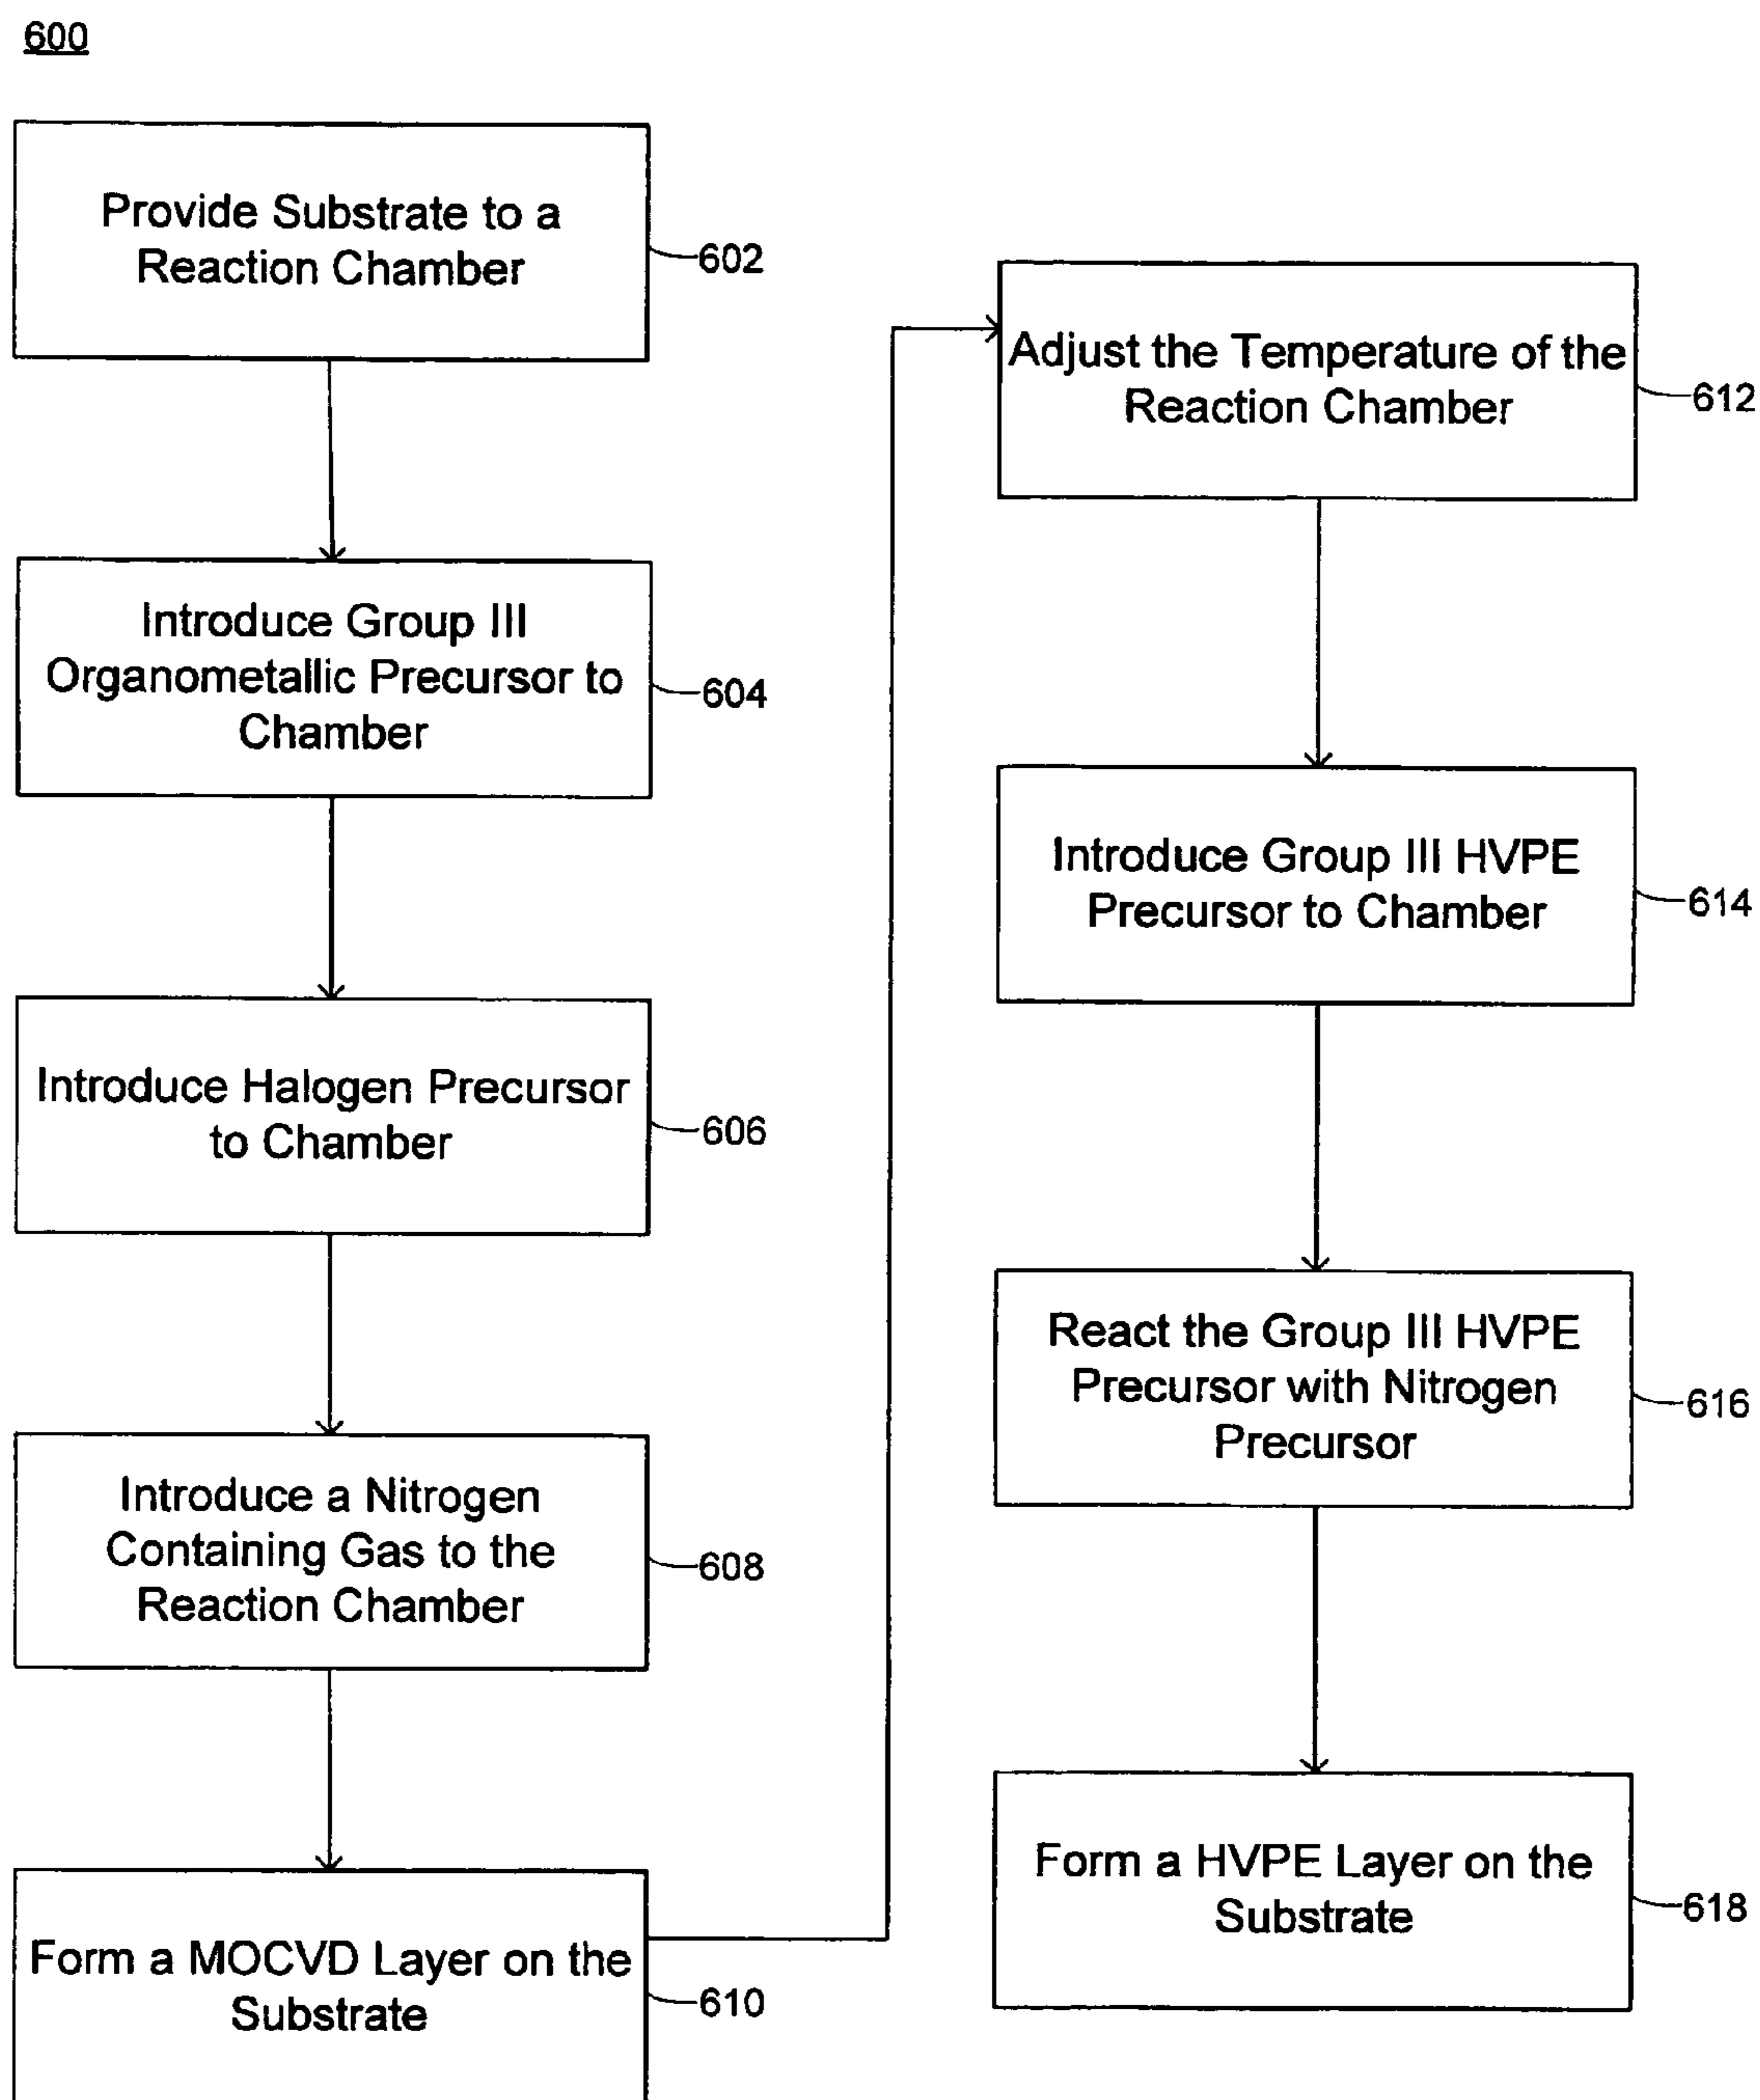 600
Provide Substrate to a
Reaction Chamber
602
Introduce Group III
Organometallic Precursor to
Chamber
604
Introduce Halogen Precursor
to Chamber
606
Introduce a Nitrogen
Containing Gas to the
Reaction Chamber
608
Form a MOCVD Layer on the
Substrate
610
Adjust the Temperature of the
Reaction Chamber
612
Introduce Group III HVPE
Precursor to Chamber
614
React the Group III HVPE
Precursor with Nitrogen
Precursor
616
Form a HVPE Layer on the
Substrate
618